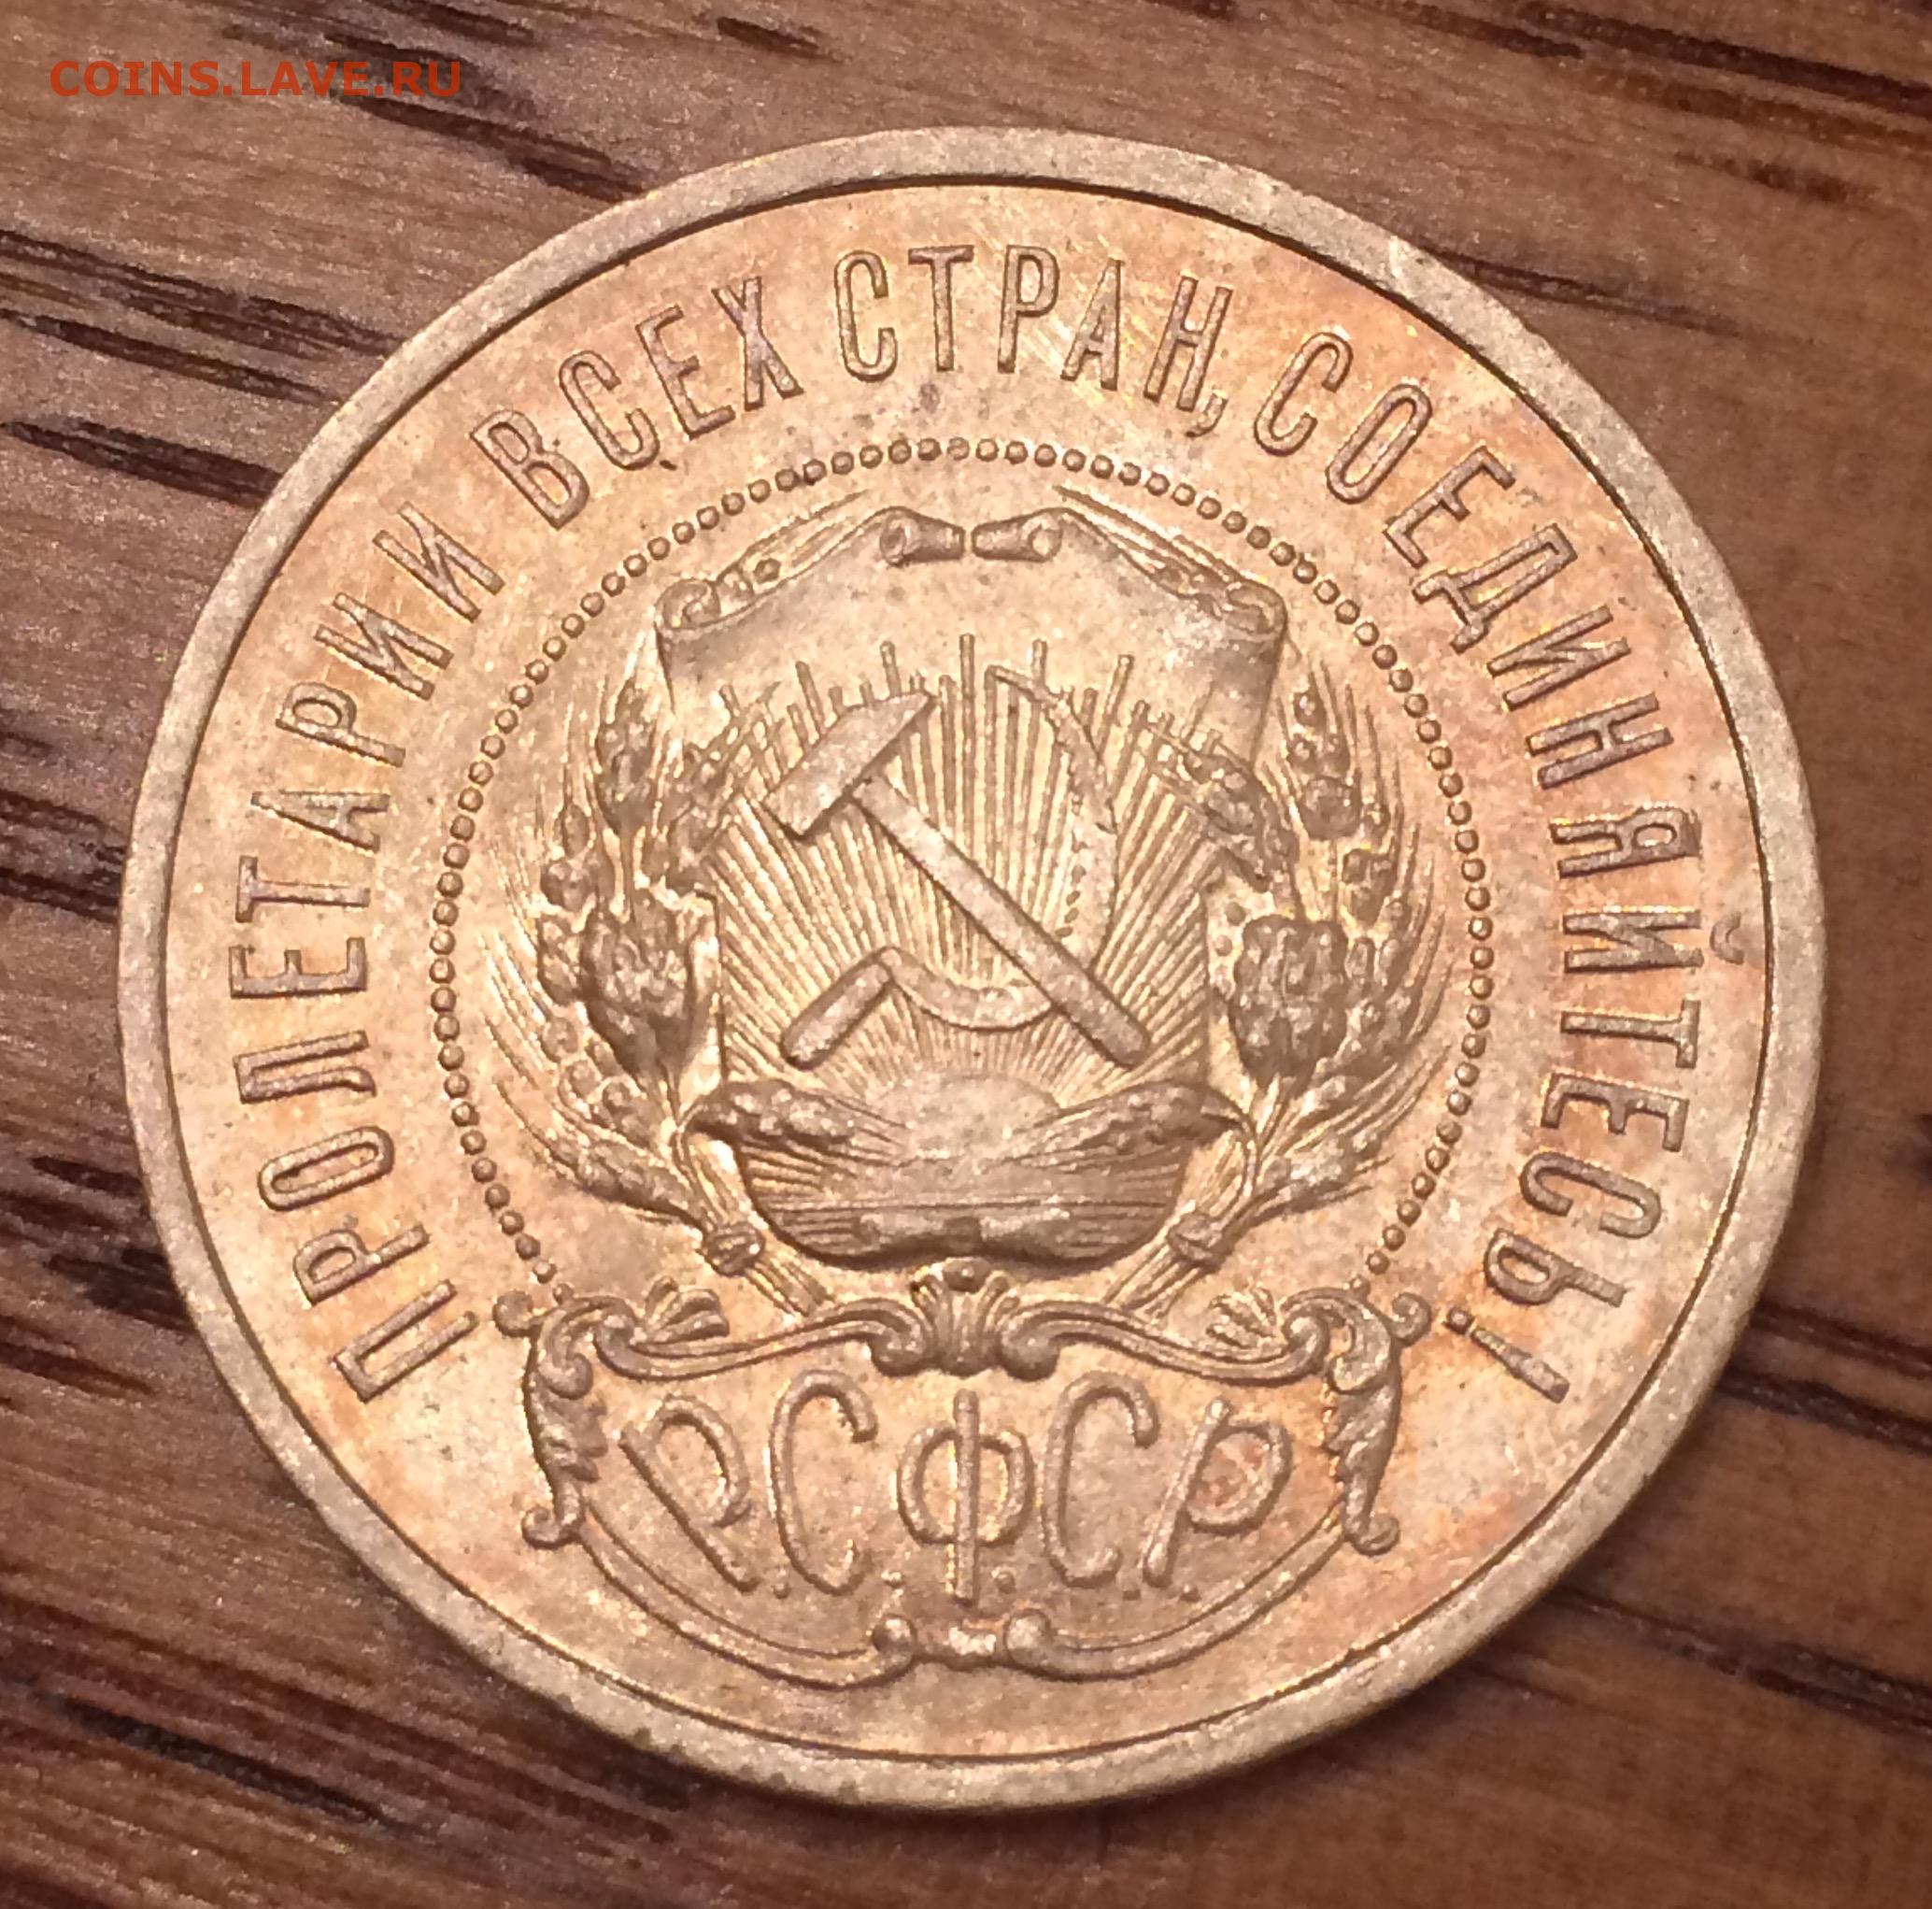 COINS.LAVE.RU
ПРОЛЕТАРИИ ВСЕХ СТРАН, СОЕДИНЯЙТЕСЬ!
Р.С.Ф.С.Р.